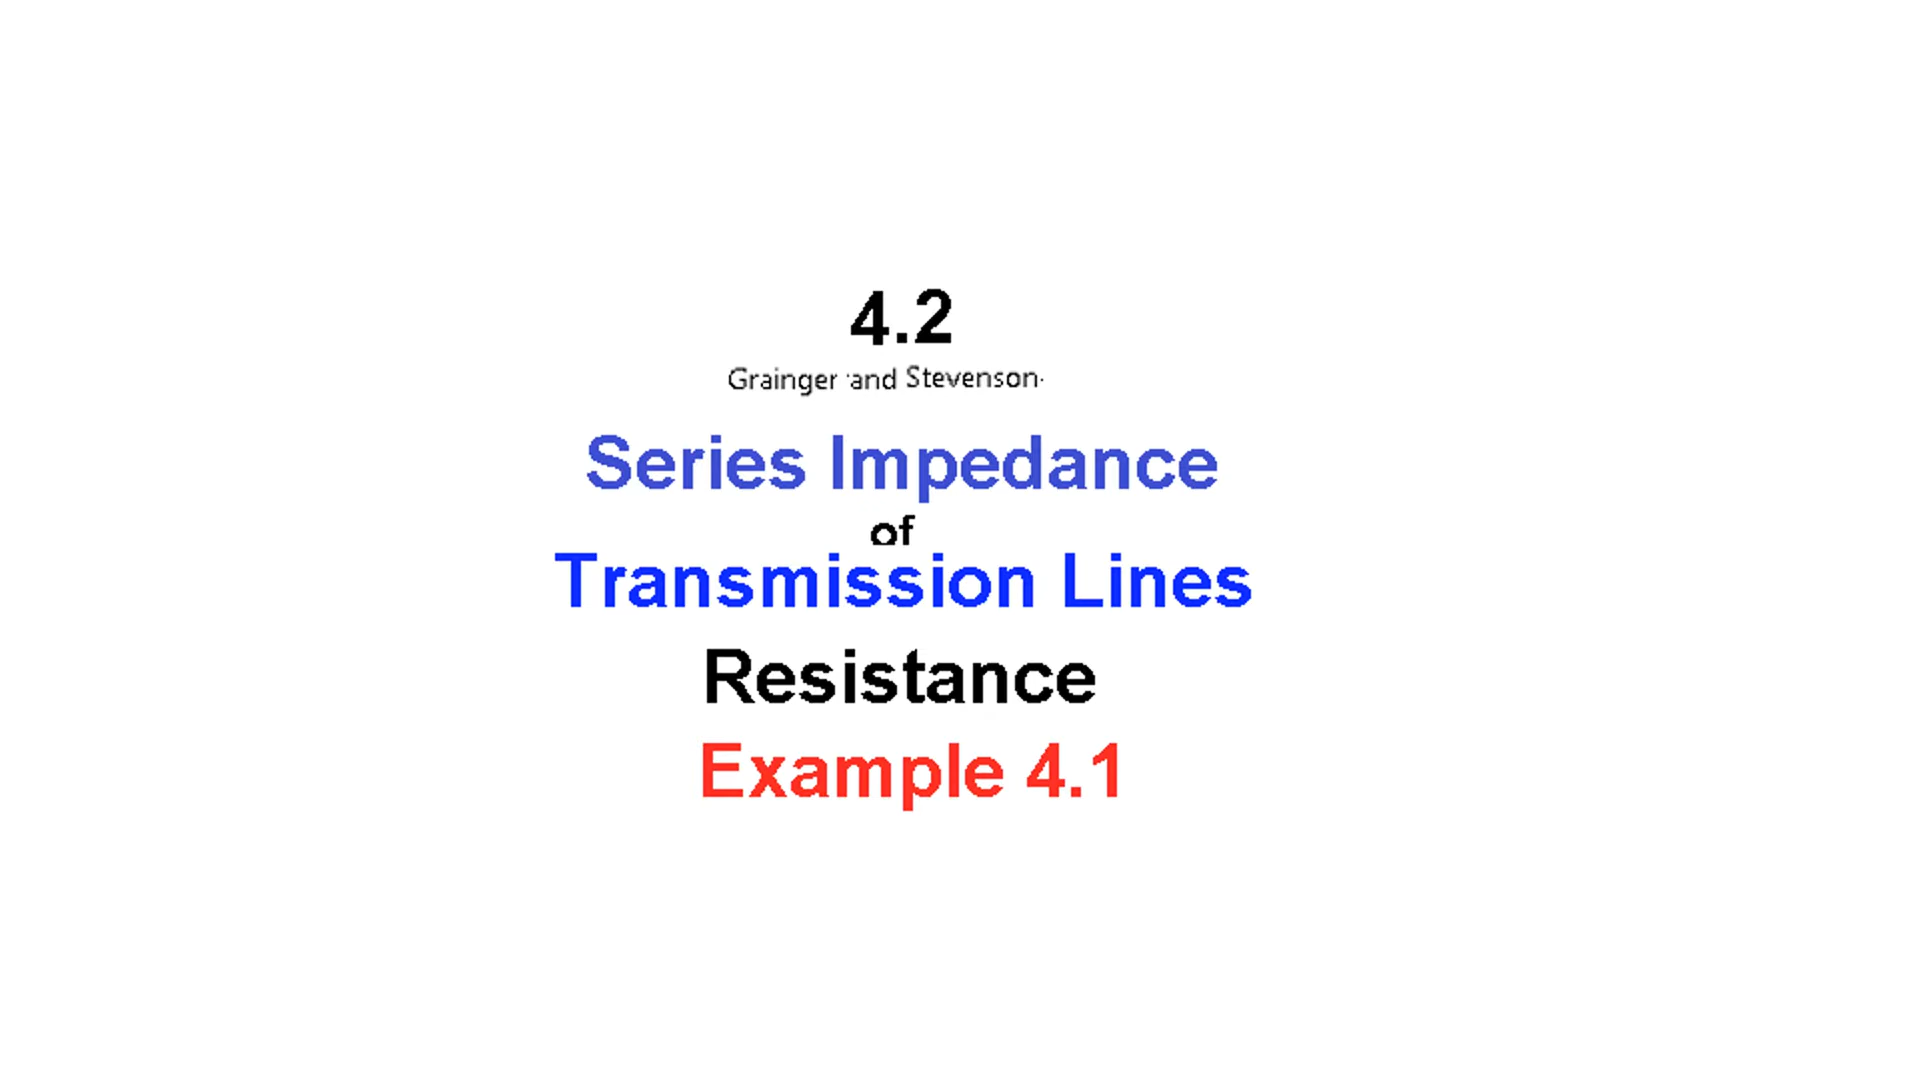 4.2
Grainger and Stevenson
Series Impedance
of
Transmission Lines
Resistance
Example 4.1